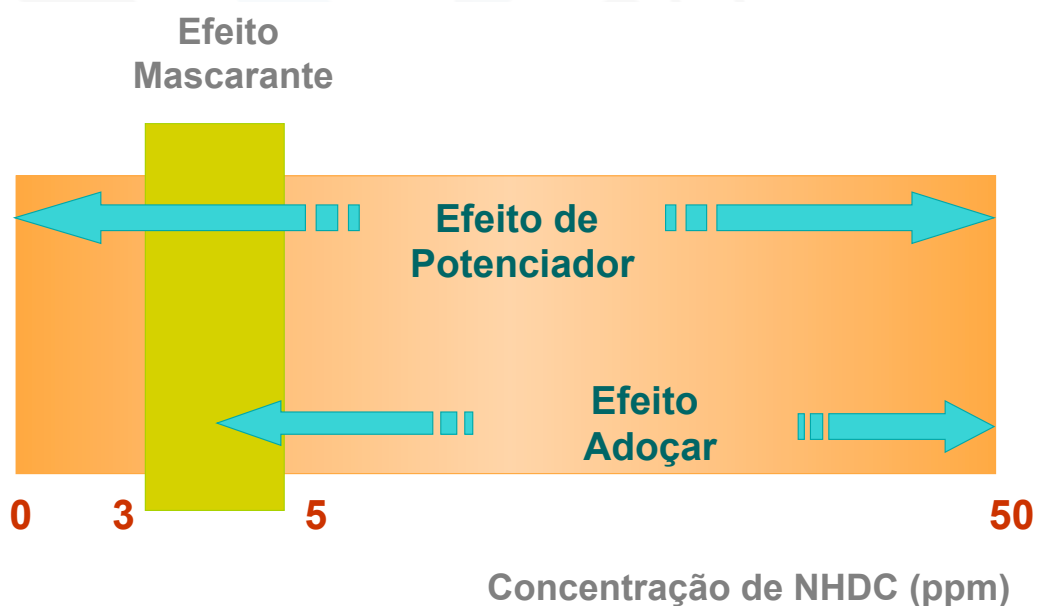 Efeito
Mascarante
Efeito de
Potenciador
Efeito
Adoçar
0 3 5 50
Concentração de NHDC (ppm)